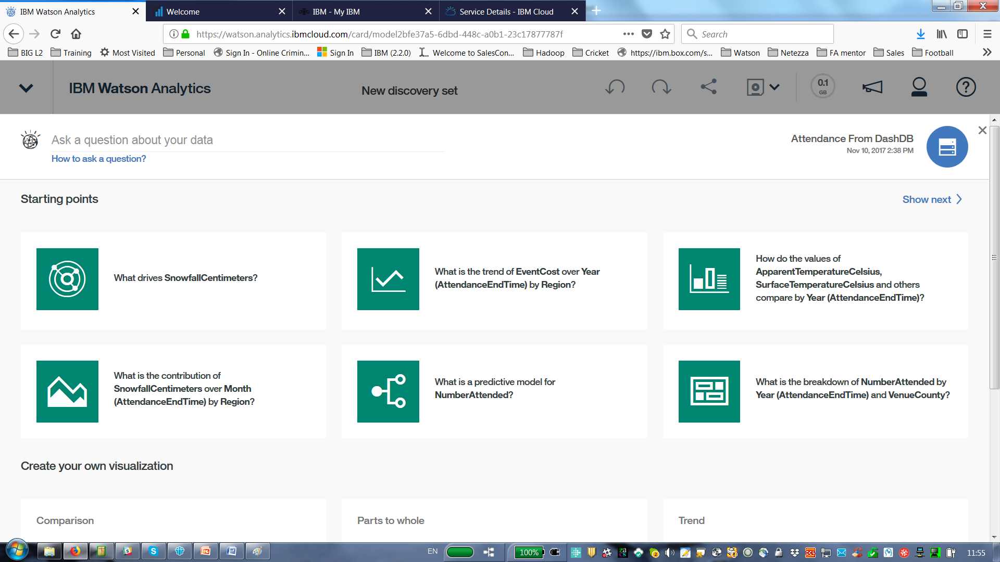 IBM Watson Analytics
Welcome
IBM - My IBM
Service Details - IBM Cloud
https://watson.analytics.ibmcloud.com/card/model2bfe37a5-6dbd-448c-a0b1-23c17877787f
Search
BIG L2
Training
Most Visited
Personal
Sign In - Online Crimin...
Sign In
IBM (2.2.0)
Welcome to SalesCon...
Hadoop
Cricket
https://ibm.box.com/s...
Watson
Netezza
FA mentor
Sales
Football
IBM Watson Analytics
New discovery set
0.1
GB
Ask a question about your data
How to ask a question?
Attendance From DashDB
Nov 10, 2017 2:38 PM
Starting points
Show next
What drives SnowfallCentimeters?
What is the trend of EventCost over Year
(AttendanceEndTime) by Region?
How do the values of
ApparentTemperatureCelsius,
SurfaceTemperatureCelsius and others
compare by Year (AttendanceEndTime)?
What is the contribution of
SnowfallCentimeters over Month
(AttendanceEndTime) by Region?
What is a predictive model for
NumberAttended?
What is the breakdown of NumberAttended by
Year (AttendanceEndTime) and VenueCounty?
Create your own visualization
Comparison
Parts to whole
Trend
EN
100%
11:55